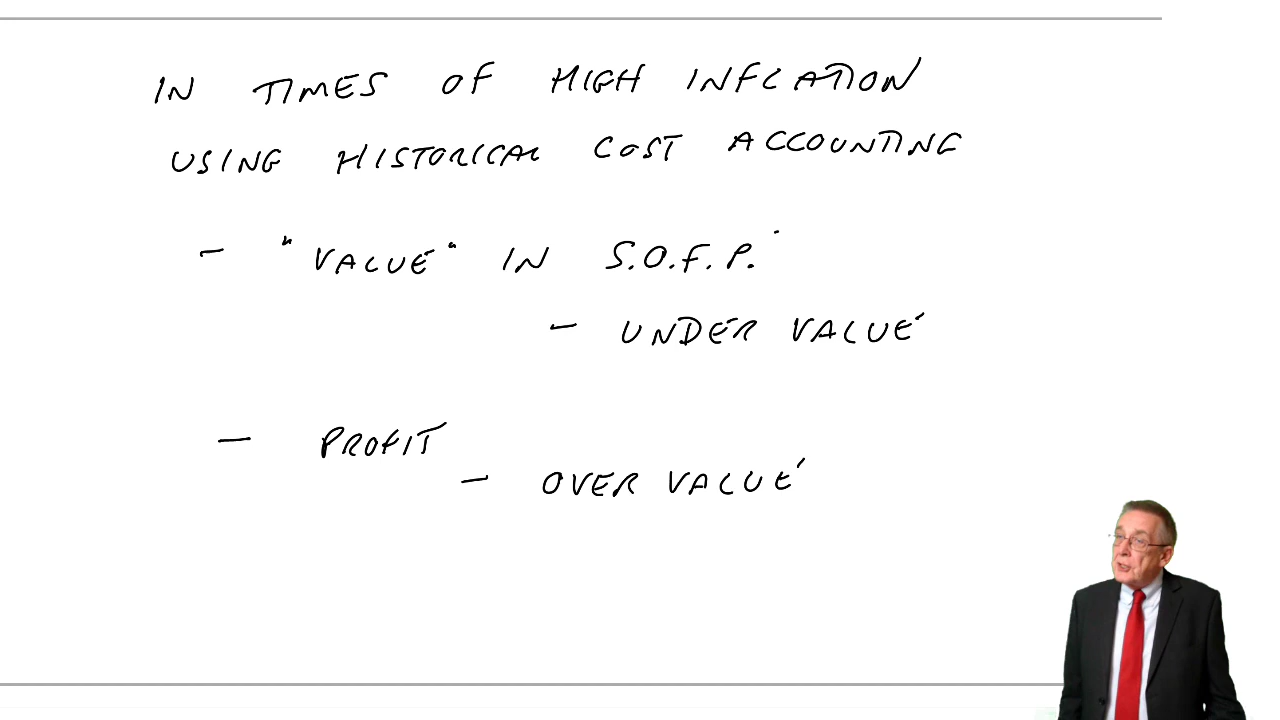 IN TIMES OF HIGH INFLATION
USING HISTORICAL COST ACCOUNTING
- "VALUE" IN S.O.F.P.
- UNDER VALUE
- PROFIT
- OVER VALUE